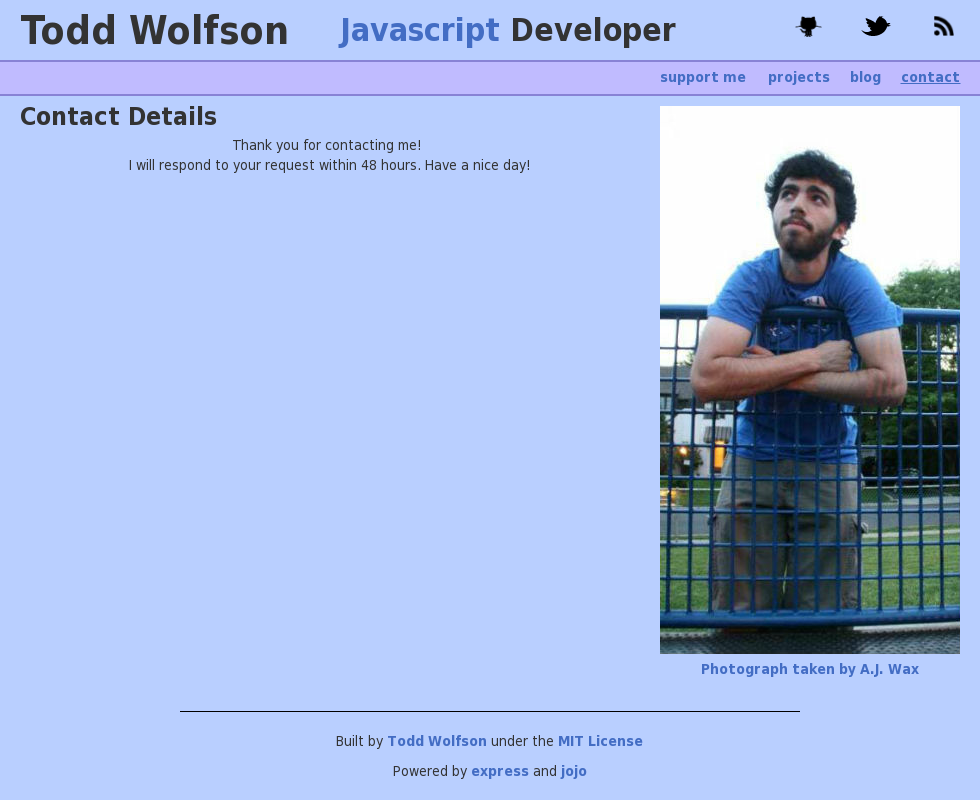 Todd Wolfson
Javascript Developer
support me projects blog contact
Contact Details
Thank you for contacting me!
I will respond to your request within 48 hours. Have a nice day!
Photograph taken by A.J. Wax
Built by Todd Wolfson under the MIT License
Powered by express and jojo